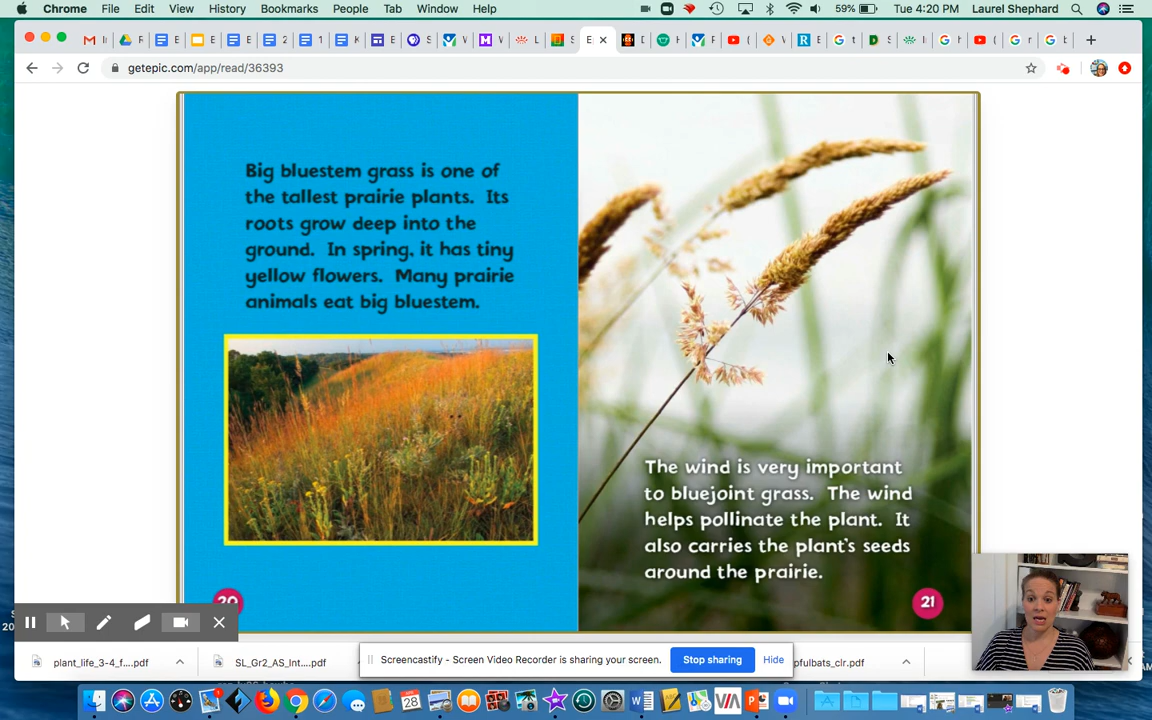 Chrome File Edit View History Bookmarks People Tab Window Help 59% Tue 4:20 PM Laurel Shephard
getepic.com/app/read/36393
Big bluestem grass is one of
the tallest prairie plants. Its
roots grow deep into the
ground. In spring, it has tiny
yellow flowers. Many prairie
animals eat big bluestem.
20
The wind is very important
to bluejoint grass. The wind
helps pollinate the plant. It
also carries the plant's seeds
around the prairie.
21
plant_life_3-4_f....pdf
SL_Gr2_AS_Int....pdf
Screencastify - Screen Video Recorder is sharing your screen.
Stop sharing
Hide
pfulbats_clr.pdf
28
VIA